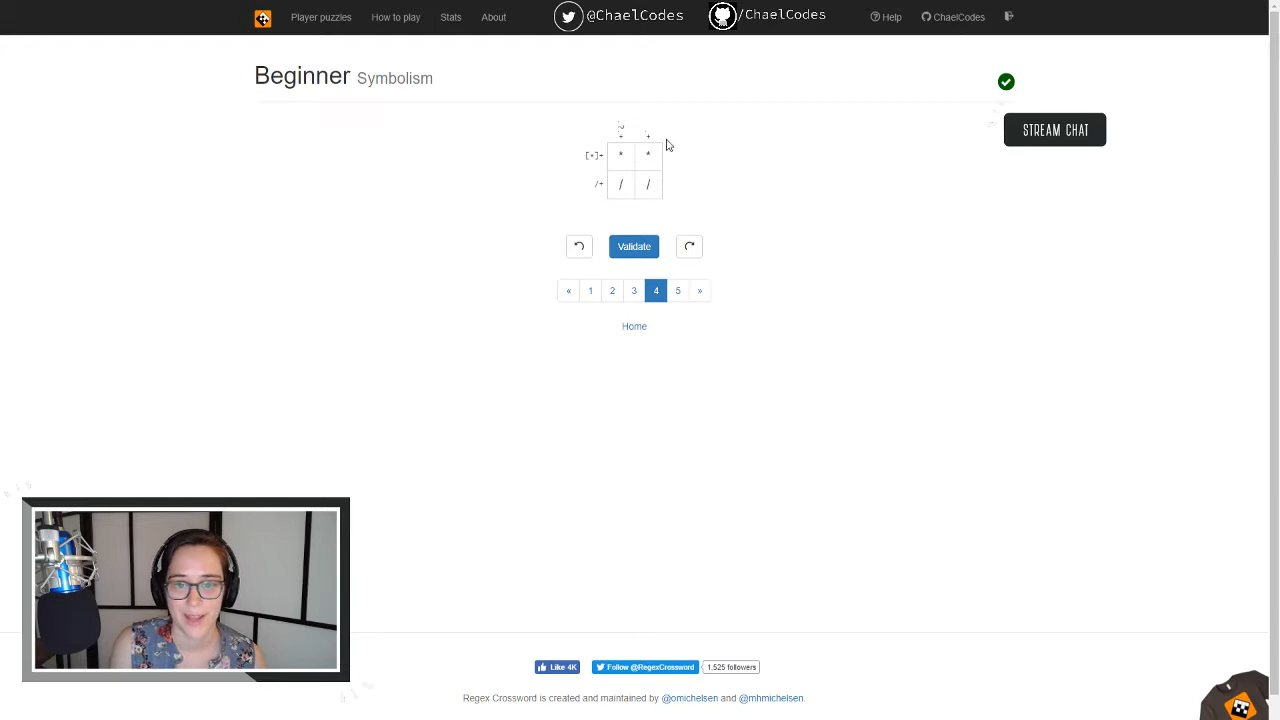 Player puzzles How to play Stats About @ChaelCodes /ChaelCodes Help ChaelCodes
Beginner Symbolism
STREAM CHAT
[*]+ * *
/+ / /
Validate
« 1 2 3 4 5 »
Home
Like 4K Follow @RegexCrossword 1,525 followers
Regex Crossword is created and maintained by @omichelsen and @mhmichelsen.